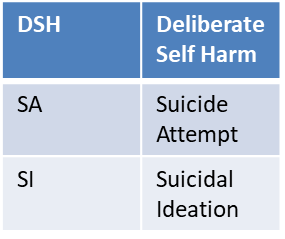 DSH
Deliberate
Self Harm
SA
Suicide
Attempt
SI
Suicidal
Ideation